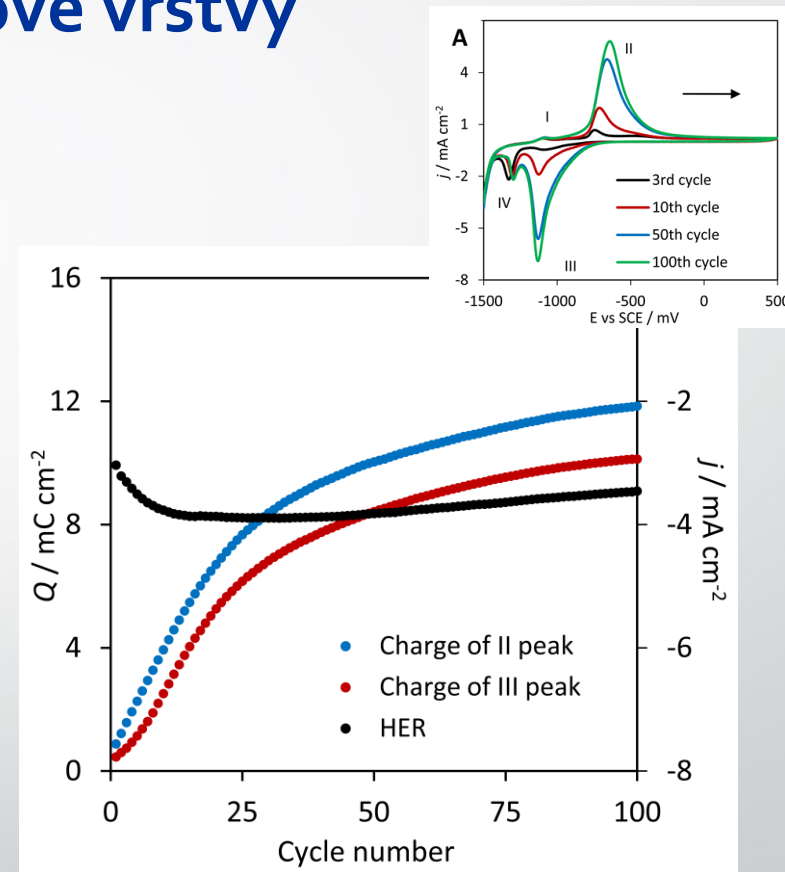 ové vrstvy
A
II
I
IV
III
j / mA cm-2
4
1
-2
-5
-8
3rd cycle
10th cycle
50th cycle
100th cycle
-1500 -1000 -500 0 500
E vs SCE / mV
16
12
8
4
0
Q / mC cm-2
-2
-4
-6
-8
j / mA cm-2
Charge of II peak
Charge of III peak
HER
0 25 50 75 100
Cycle number